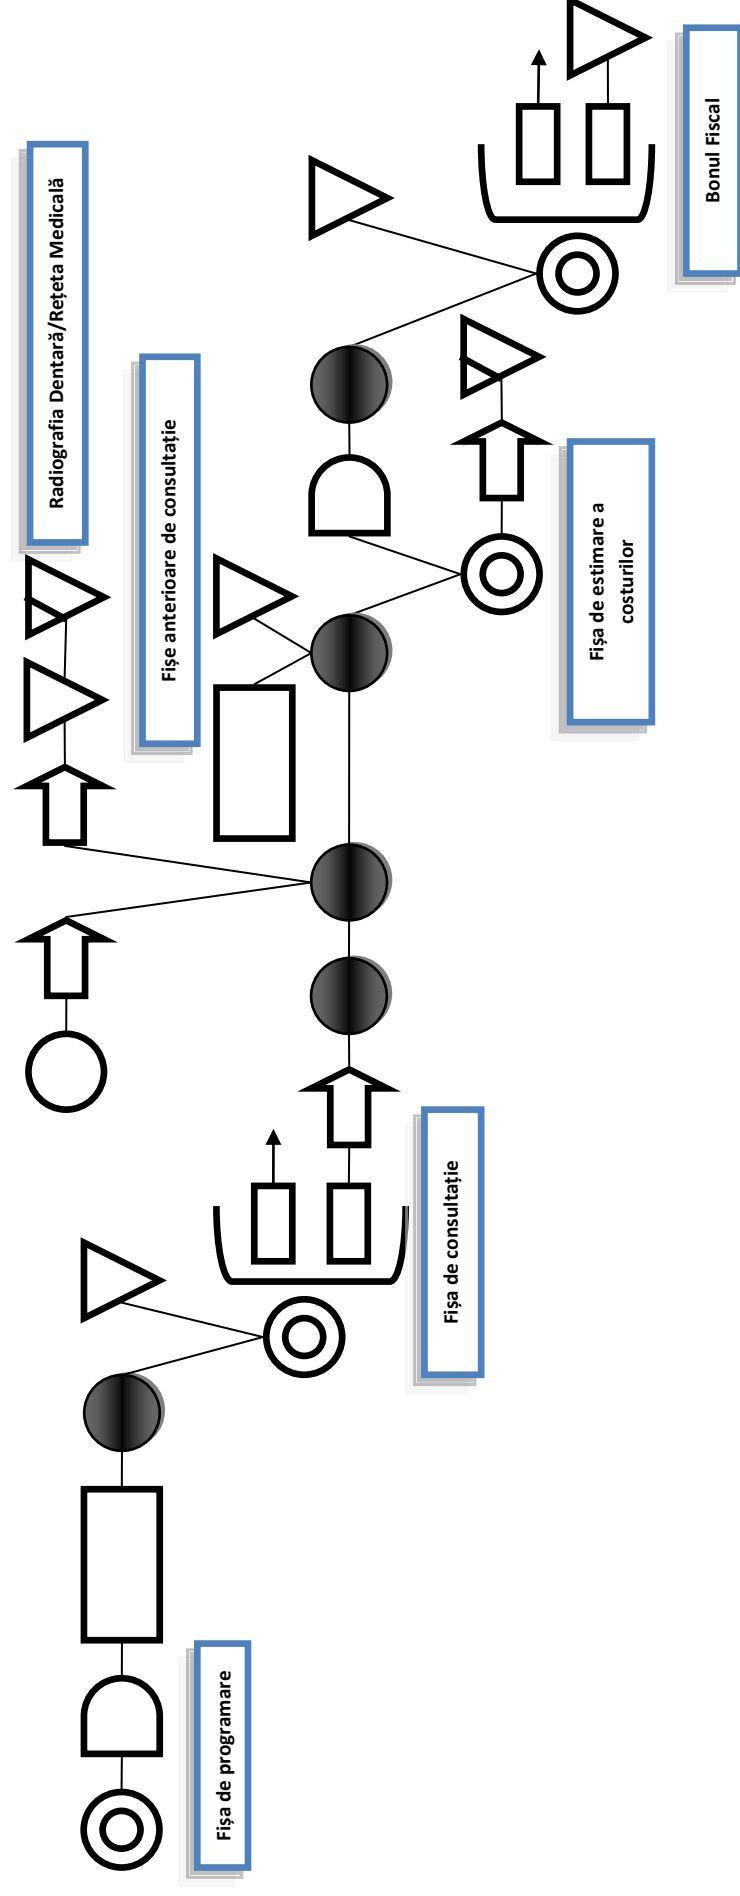 Radiografia Dentară/Rețeta Medicală
Fișe anterioare de consultație
Fișa de programare
Fișa de consultație
Fișa de estimare a
costurilor
Bonul Fiscal